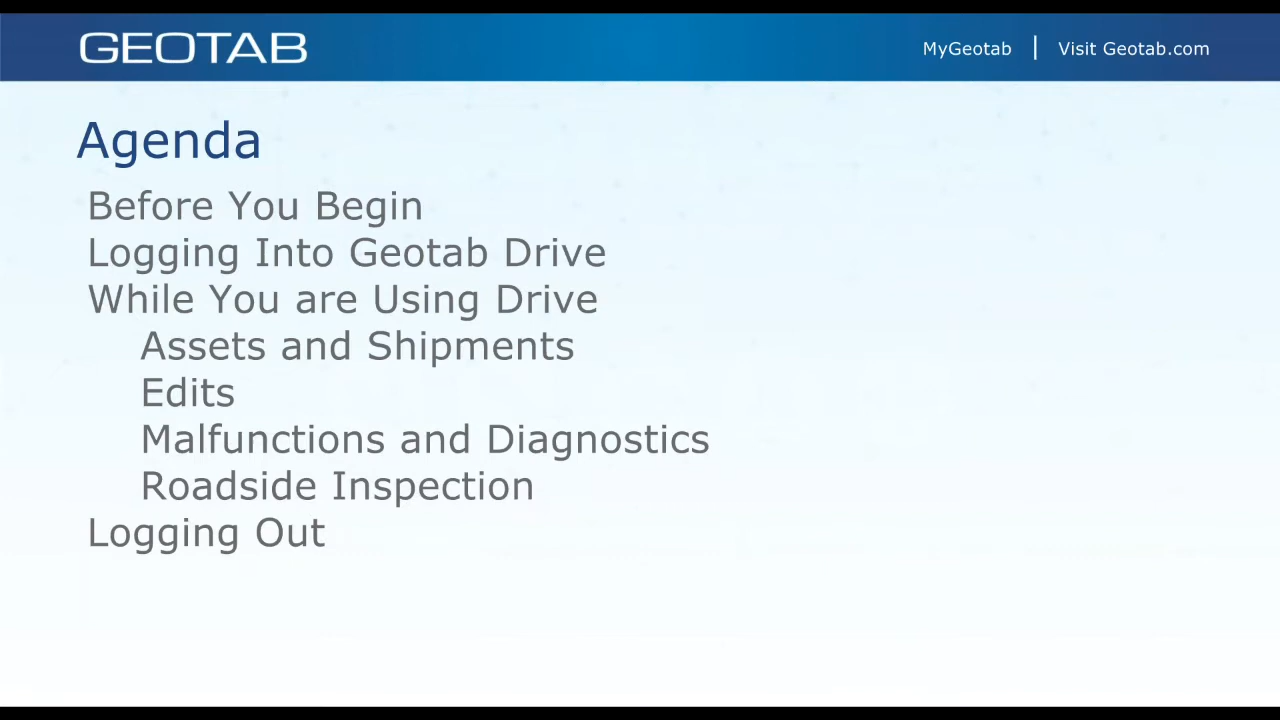 GEOTAB
MyGeotab | Visit Geotab.com
Agenda
Before You Begin
Logging Into Geotab Drive
While You are Using Drive
Assets and Shipments
Edits
Malfunctions and Diagnostics
Roadside Inspection
Logging Out